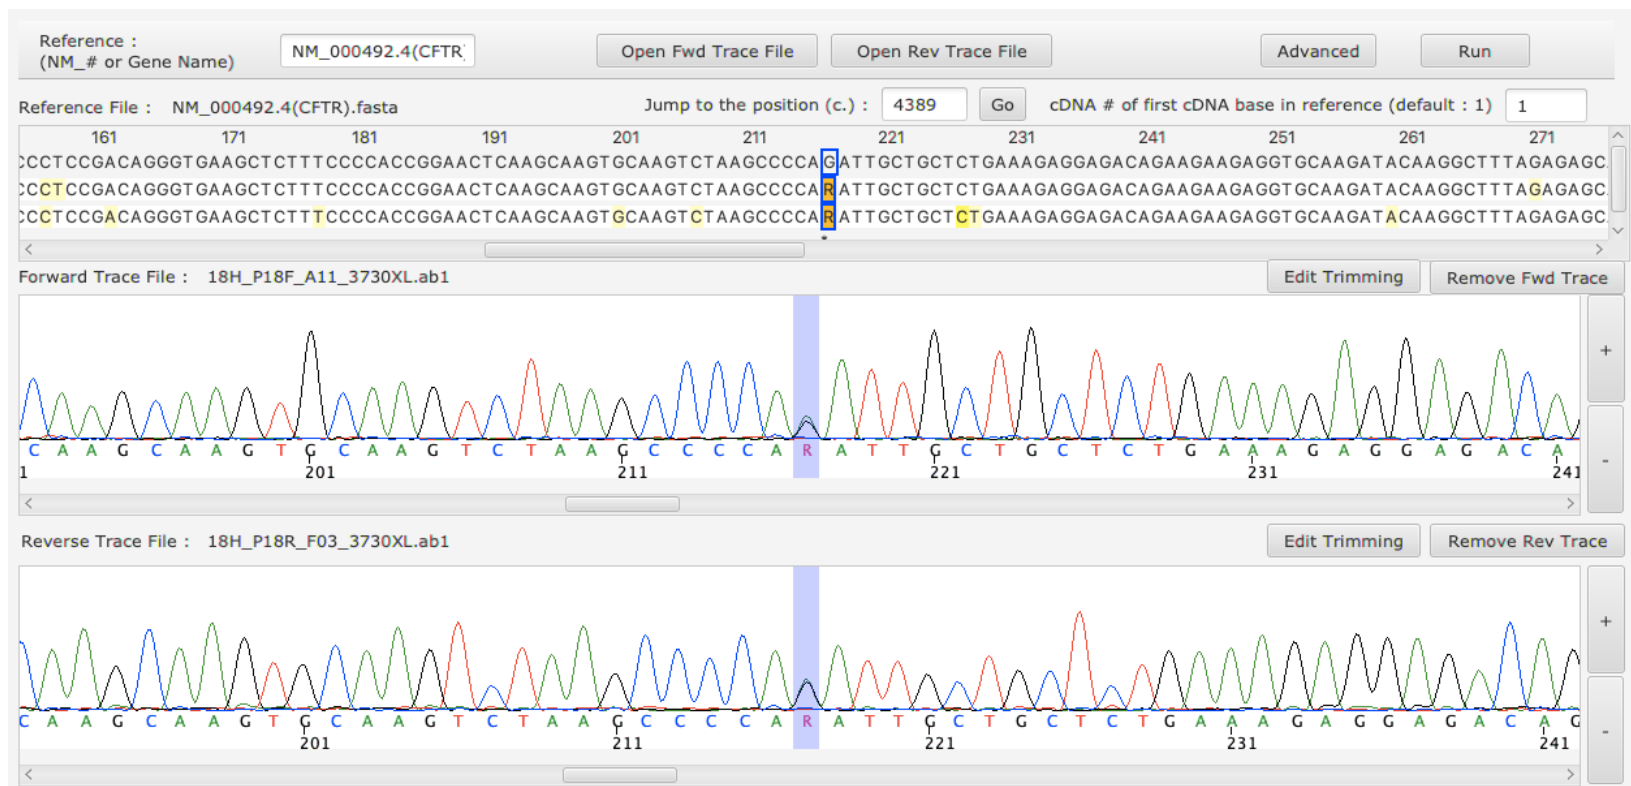 Reference :
(NM_# or Gene Name)
NM_000492.4(CFTR)
Open Fwd Trace File
Open Rev Trace File
Advanced
Run
Reference File : NM_000492.4(CFTR).fasta
Jump to the position (c.) : 4389 Go cDNA # of first cDNA base in reference (default : 1) 1
161 171 181 191 201 211 221 231 241 251 261 271
CCCTCCGACAGGGTGAAGCTCTTTCCCCACCGGAACTCAAGCAAGTGCAAGTCTAAGCCCCAGATTGCTGCTCTGAAAGAGGAGACAGAAGAAGAGGTGCAAGATACAAGGCTTTAGAGAGC
CCCTCCGACAGGGTGAAGCTCTTTCCCCACCGGAACTCAAGCAAGTGCAAGTCTAAGCCCCARATTGCTGCTCTGAAAGAGGAGACAGAAGAAGAGGTGCAAGATACAAGGCTTTAGAGAGC
CCCTCCGACAGGGTGAAGCTCTTTCCCCACCGGAACTCAAGCAAGTGCAAGTCTAAGCCCCARATTGCTGCTCTGAAAGAGGAGACAGAAGAAGAGGTGCAAGATACAAGGCTTTAGAGAGC
*
Forward Trace File : 18H_P18F_A11_3730XL.ab1
Edit Trimming
Remove Fwd Trace
+
-
C A A G C A A G T G C A A G T C T A A G C C C C A R A T T G C T G C T C T G A A A G A G G A G A C A
1 201 211 221 231 241
Reverse Trace File : 18H_P18R_F03_3730XL.ab1
Edit Trimming
Remove Rev Trace
+
-
C A A G C A A G T G C A A G T C T A A G C C C C A R A T T G C T G C T C T G A A A G A G G A G A C A G
201 211 221 231 241